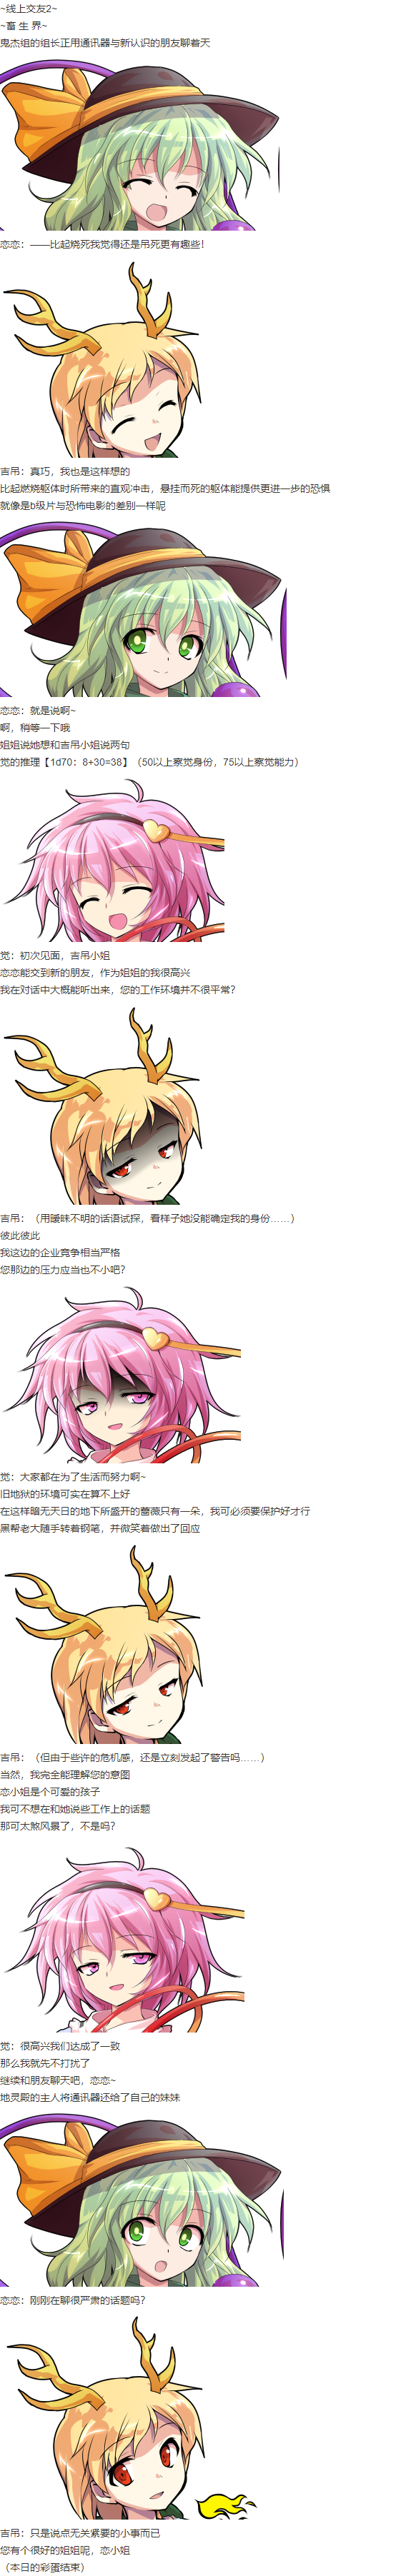 ~线上交友2~
~畜 生 界~
鬼杰组的组长正用通讯器与新认识的朋友聊着天
恋恋：——比起烧死我觉得还是吊死更有趣些！
吉吊：真巧，我也是这样想的
比起燃烧躯体时所带来的直观冲击，悬挂而死的躯体能提供更进一步的恐惧
就像是b级片与恐怖电影的差别一样呢
恋恋：就是说啊~
啊，稍等一下哦
姐姐说她想和吉吊小姐说两句
觉的推理【1d70：8+30=38】（50以上察觉身份，75以上察觉能力）
觉：初次见面，吉吊小姐
恋恋能交到新的朋友，作为姐姐的我很高兴
我在对话中大概能听出来，您的工作环境并不很平常？
吉吊：（用暧昧不明的话语试探，看样子她没能确定我的身份……）
彼此彼此
我这边的企业竞争相当严格
您那边的压力应当也不小吧？
觉：大家都在为了生活而努力啊~
旧地狱的环境可实在算不上好
在这样暗无天日的地下所盛开的蔷薇只有一朵，我可必须要保护好才行
黑帮老大随手转着钢笔，并微笑着做出了回应
吉吊：（但由于些许的危机感，还是立刻发起了警告吗……）
当然，我完全能理解您的意图
恋小姐是个可爱的孩子
我可不想在和她说些工作上的话题
那可太煞风景了，不是吗？
觉：很高兴我们达成了一致
那么我就先不打扰了
继续和朋友聊天吧，恋恋~
地灵殿的主人将通讯器还给了自己的妹妹
恋恋：刚刚在聊很严肃的话题吗？
吉吊：只是说点无关紧要的小事而已
您有个很好的姐姐呢，恋小姐
（本日的彩蛋结束）